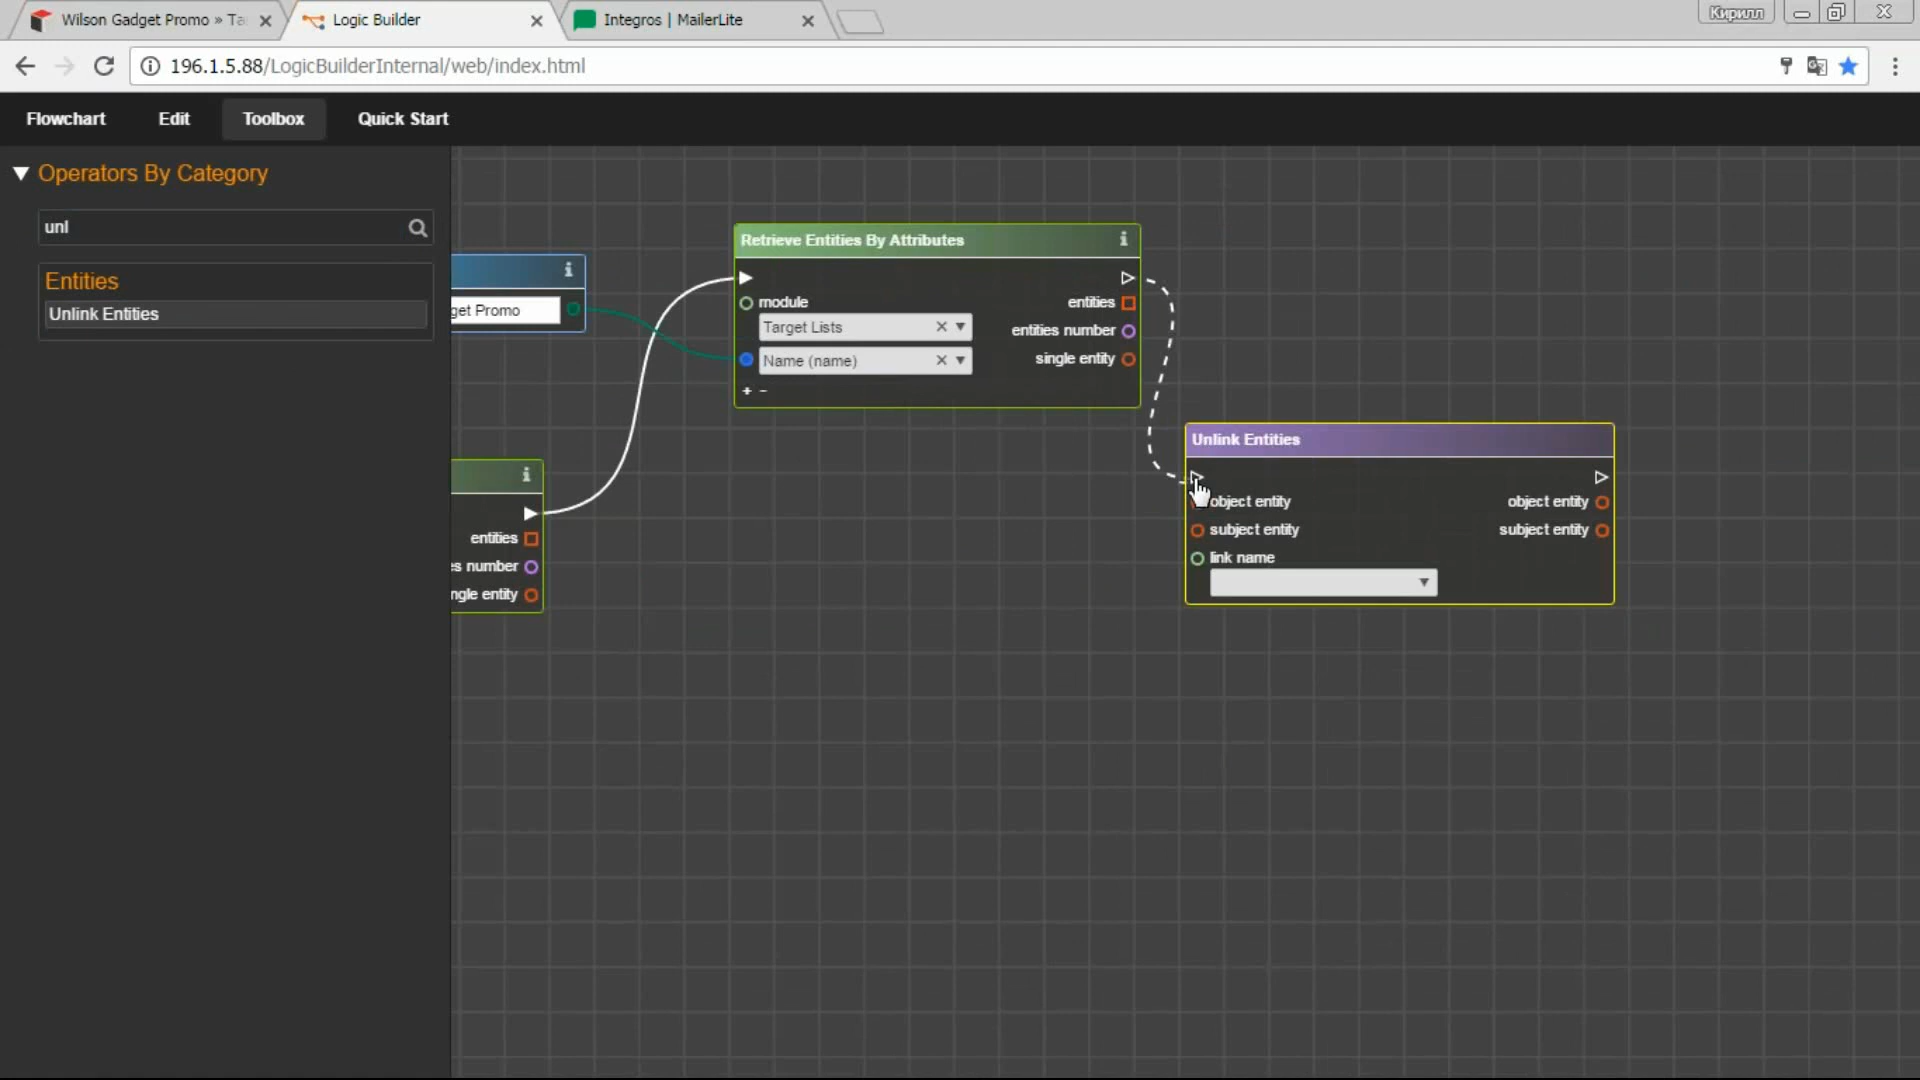 Wilson Gadget Promo » Ta
Logic Builder
Integros | MailerLite
Кирилл
196.1.5.88/LogicBuilderInternal/web/index.html
Flowchart
Edit
Toolbox
Quick Start
Operators By Category
unl
Entities
Unlink Entities
get Promo
entities
es number
ngle entity
Retrieve Entities By Attributes
module
Target Lists
Name (name)
+ -
entities
entities number
single entity
Unlink Entities
object entity
subject entity
link name
object entity
subject entity